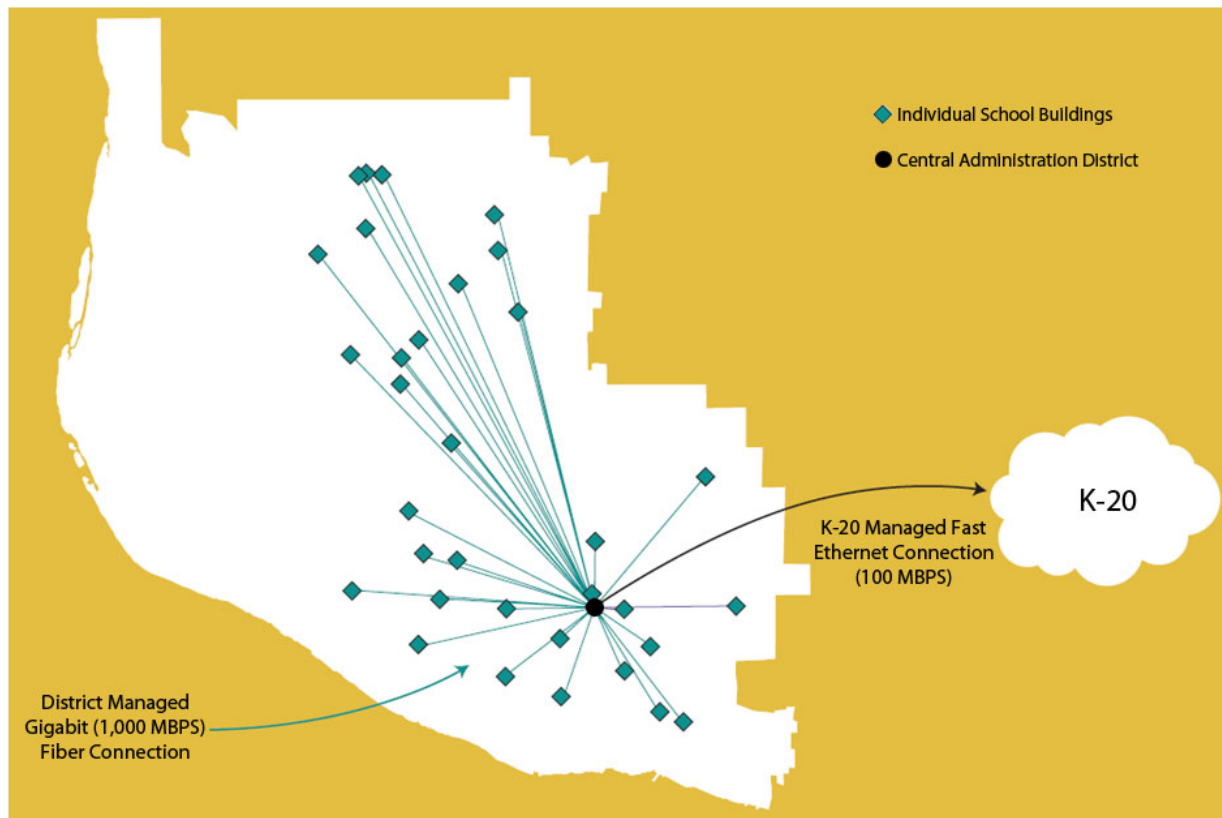 Individual School Buildings
Central Administration District
K-20
K-20 Managed Fast
Ethernet Connection
(100 MBPS)
District Managed
Gigabit (1,000 MBPS)
Fiber Connection